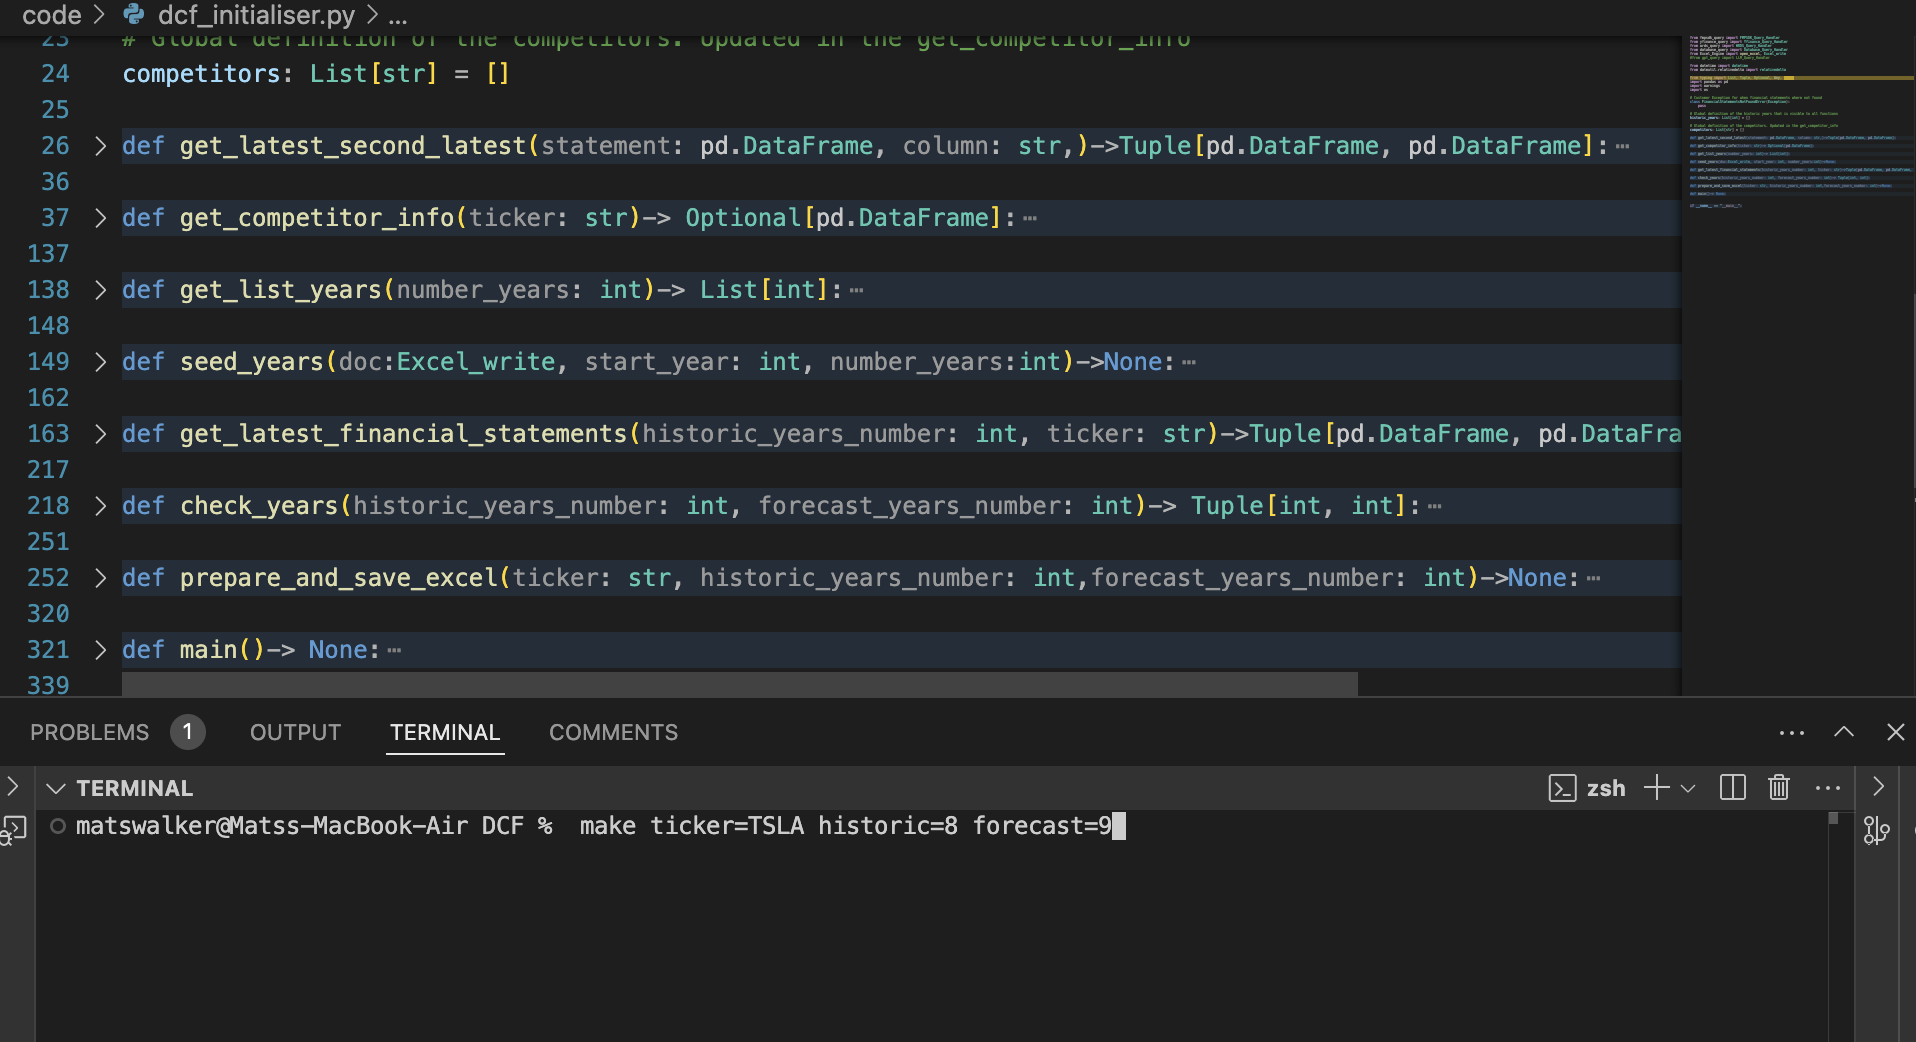 code > dcf_initialiser.py > ...
23 # Global definition of the competitors. Updated in the get_competitor_info
24 competitors: List[str] = []
25
26 > def get_latest_second_latest(statement: pd.DataFrame, column: str,)->Tuple[pd.DataFrame, pd.DataFrame]:⋯
36
37 > def get_competitor_info(ticker: str)-> Optional[pd.DataFrame]:⋯
137
138 > def get_list_years(number_years: int)-> List[int]:⋯
148
149 > def seed_years(doc:Excel_write, start_year: int, number_years:int)->None:⋯
162
163 > def get_latest_financial_statements(historic_years_number: int, ticker: str)->Tuple[pd.DataFrame, pd.DataFra
217
218 > def check_years(historic_years_number: int, forecast_years_number: int)-> Tuple[int, int]:⋯
251
252 > def prepare_and_save_excel(ticker: str, historic_years_number: int,forecast_years_number: int)->None:⋯
320
321 > def main()-> None:⋯
339
PROBLEMS 1 OUTPUT TERMINAL COMMENTS
TERMINAL zsh
matswalker@Matss-MacBook-Air DCF %  make ticker=TSLA historic=8 forecast=9